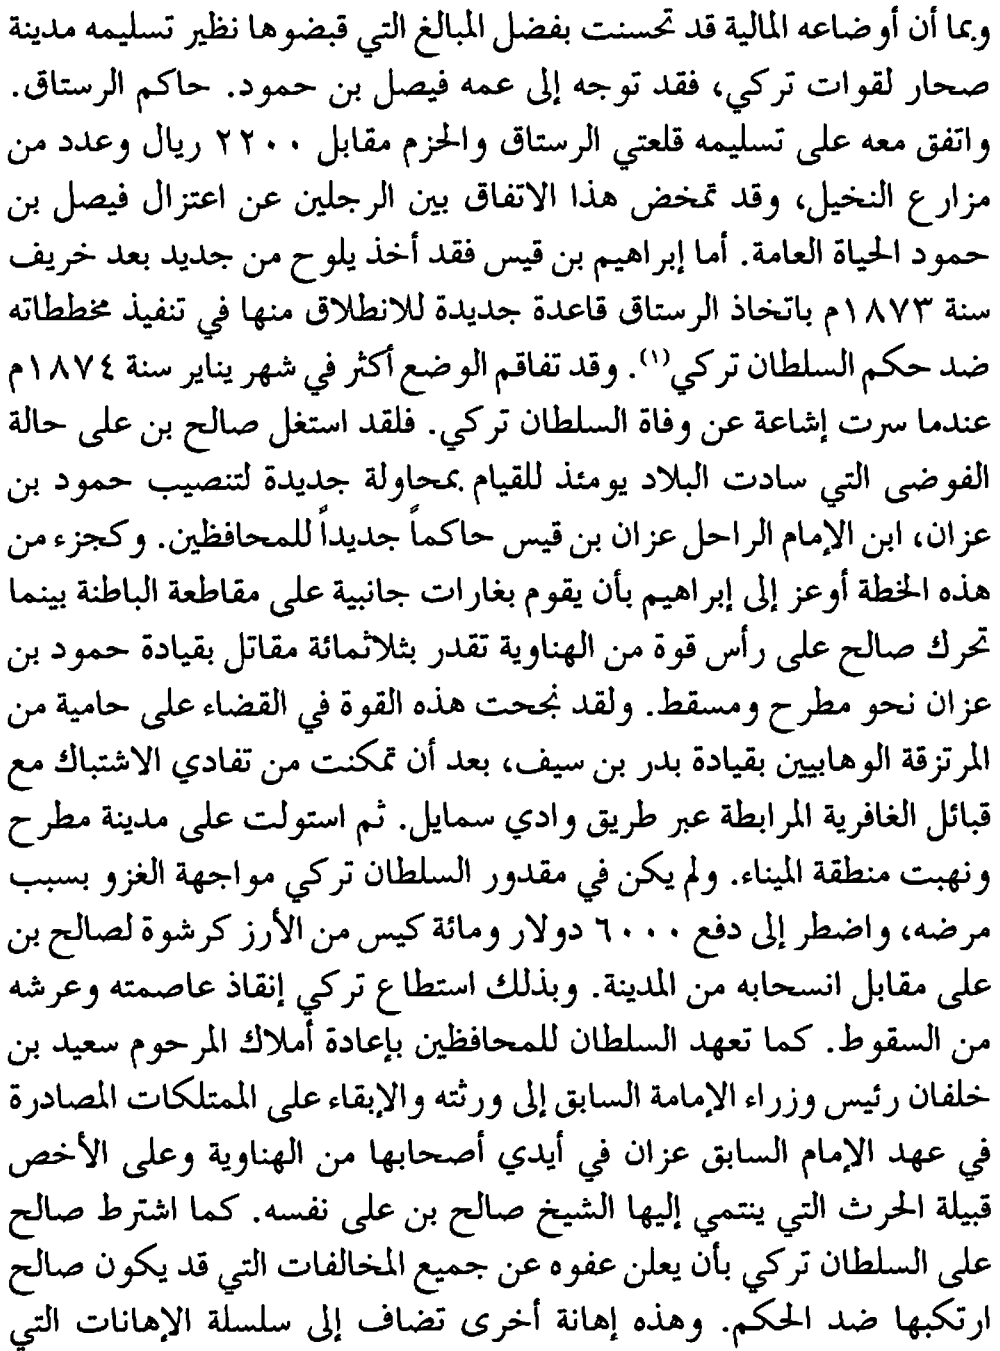 وبما أن أوضاعه المالية قد تحسنت بفضل المبالغ التي قبضوها نظير تسليمه مدينة
صحار لقوات تركي، فقد توجه إلى عمه فيصل بن حمود. حاكم الرستاق.
واتفق معه على تسليمه قلعتي الرستاق والحزم مقابل ٢٢٠٠ ريال وعدد من
مزارع النخيل، وقد تمخض هذا الاتفاق بين الرجلين عن اعتزال فيصل بن
حمود الحياة العامة. أما إبراهيم بن قيس فقد أخذ يلوح من جديد بعد خريف
سنة ١٨٧٣م باتخاذ الرستاق قاعدة جديدة للانطلاق منها في تنفيذ مخططاته
ضد حكم السلطان تركي(١). وقد تفاقم الوضع أكثر في شهر يناير سنة ١٨٧٤م
عندما سرت إشاعة عن وفاة السلطان تركي. فلقد استغل صالح بن على حالة
الفوضى التي سادت البلاد يومئذ للقيام بمحاولة جديدة لتنصيب حمود بن
عزان، ابن الإمام الراحل عزان بن قيس حاكماً جديداً للمحافظين. وكجزء من
هذه الخطة أوعز إلى إبراهيم بأن يقوم بغارات جانبية على مقاطعة الباطنة بينما
تحرك صالح على رأس قوة من الهناوية تقدر بثلاثمائة مقاتل بقيادة حمود بن
عزان نحو مطرح ومسقط. ولقد نجحت هذه القوة في القضاء على حامية من
المرتزقة الوهابيين بقيادة بدر بن سيف، بعد أن تمكنت من تفادي الاشتباك مع
قبائل الغافرية المرابطة عبر طريق وادي سمايل. ثم استولت على مدينة مطرح
ونهبت منطقة الميناء. ولم يكن في مقدور السلطان تركي مواجهة الغزو بسبب
مرضه، واضطر إلى دفع ٦٠٠٠ دولار ومائة كيس من الأرز كرشوة لصالح بن
على مقابل انسحابه من المدينة. وبذلك استطاع تركي إنقاذ عاصمته وعرشه
من السقوط. كما تعهد السلطان للمحافظين بإعادة أملاك المرحوم سعيد بن
خلفان رئيس وزراء الإمامة السابق إلى ورثته والإبقاء على الممتلكات المصادرة
في عهد الإمام السابق عزان في أيدي أصحابها من الهناوية وعلى الأخص
قبيلة الحرث التي ينتمي إليها الشيخ صالح بن على نفسه. كما اشترط صالح
على السلطان تركي بأن يعلن عفوه عن جميع المخالفات التي قد يكون صالح
ارتكبها ضد الحكم. وهذه إهانة أخرى تضاف إلى سلسلة الإهانات التي